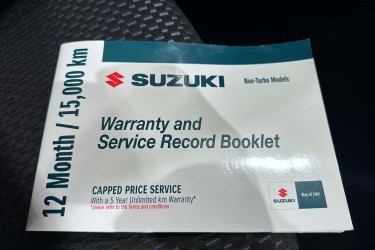 12 Month / 15,000 km
SUZUKI
Non-Turbo Models
Warranty and
Service Record Booklet
CAPPED PRICE SERVICE
With a 5 Year Unlimited km Warranty*
*please refer to the Terms and conditions
SUZUKI
Way of Life!